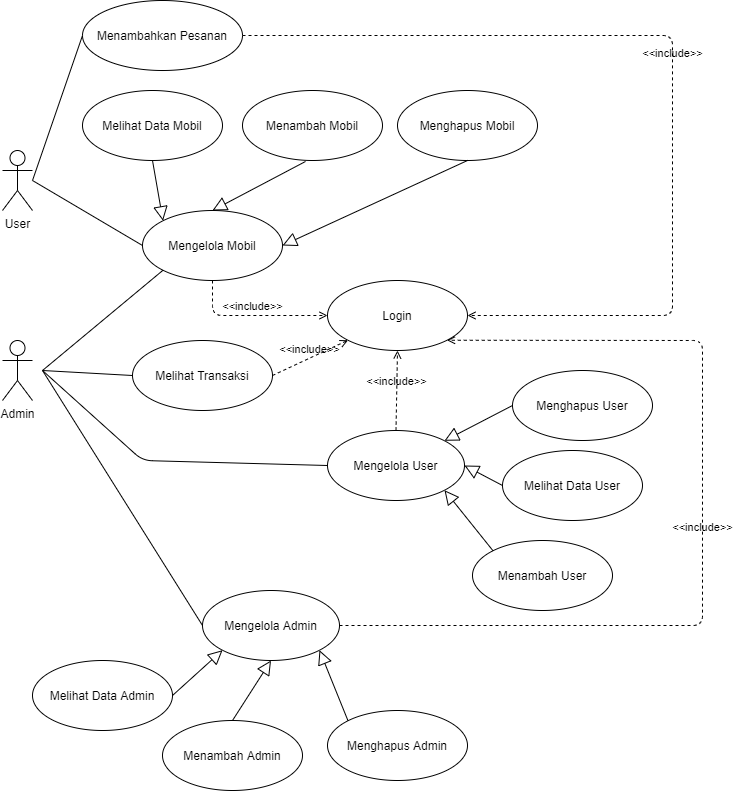 Menambahkan Pesanan
<<include>>
Melihat Data Mobil
Menambah Mobil
Menghapus Mobil
User
Mengelola Mobil
<<include>>
Login
<<include>>
Melihat Transaksi
<<include>>
Admin
Menghapus User
Mengelola User
Melihat Data User
<<include>>
Menambah User
Mengelola Admin
Melihat Data Admin
Menambah Admin
Menghapus Admin